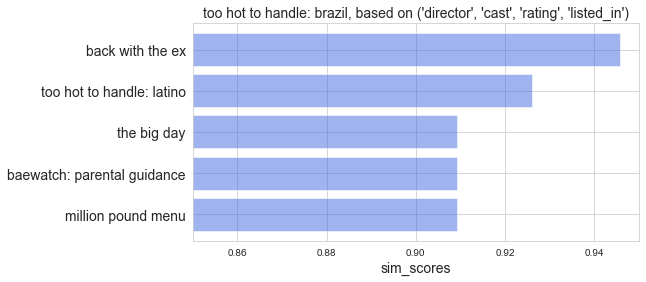 too hot to handle: brazil, based on ('director', 'cast', 'rating', 'listed_in')
back with the ex
too hot to handle: latino
the big day
baewatch: parental guidance
million pound menu
0.86 0.88 0.90 0.92 0.94
sim_scores